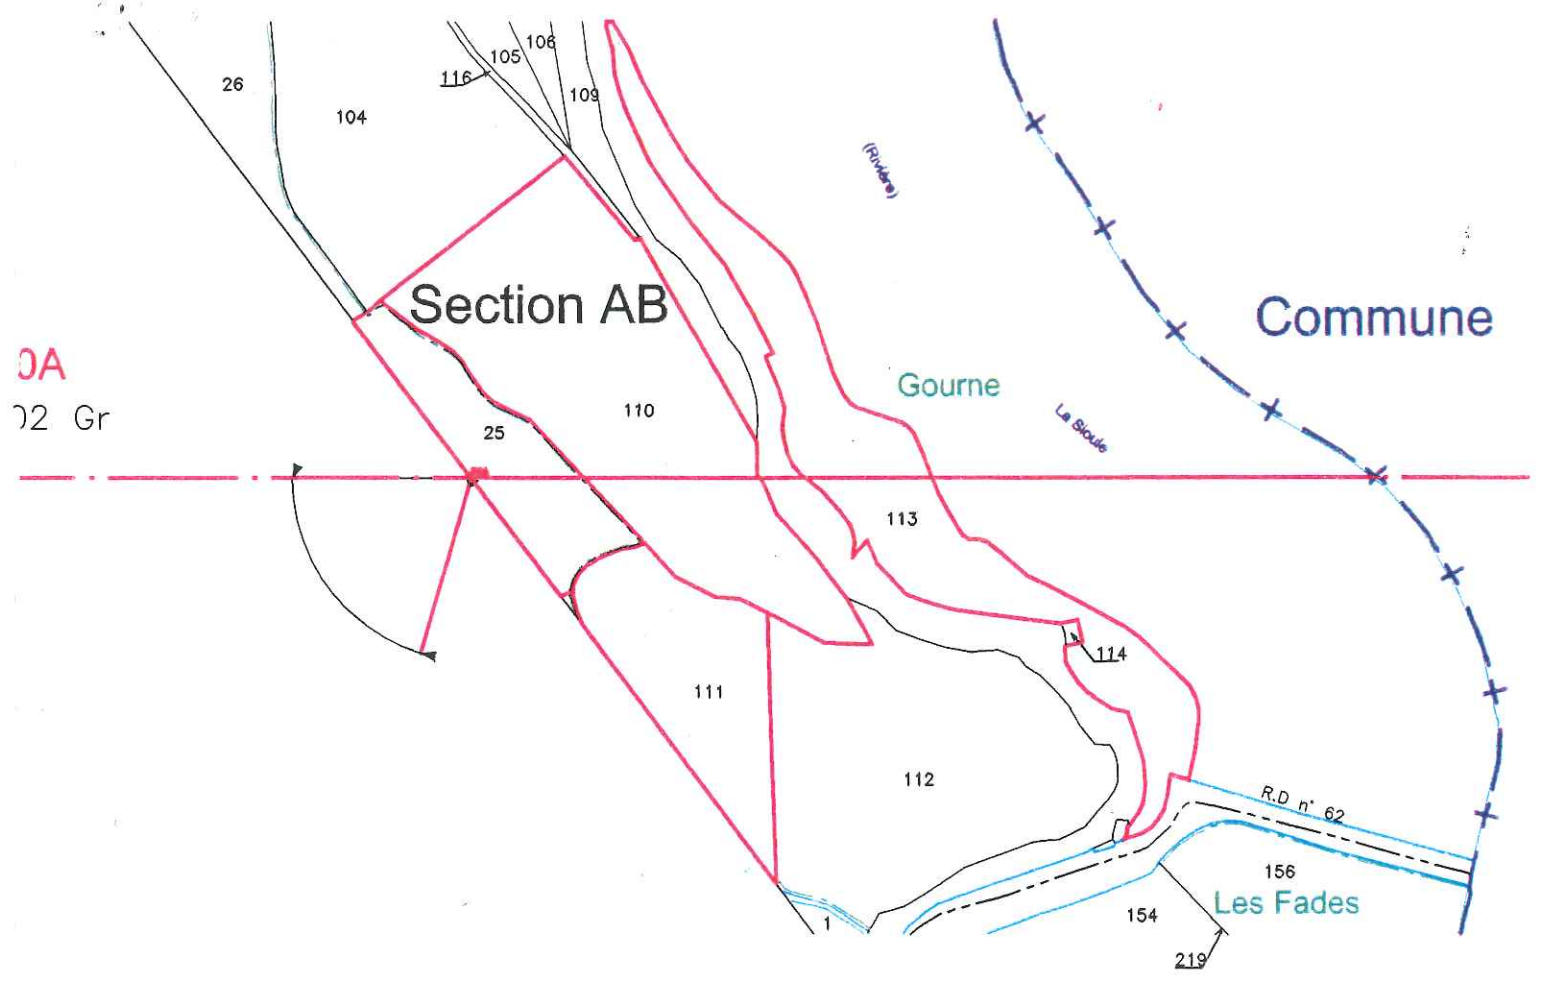 106
105
116
26
109
104
(Rivière)
Section AB
Commune
0A
Gourne
02 Gr
110
La Sioule
25
113
114
111
112
R.D n° 62
156
Les Fades
154
1
219